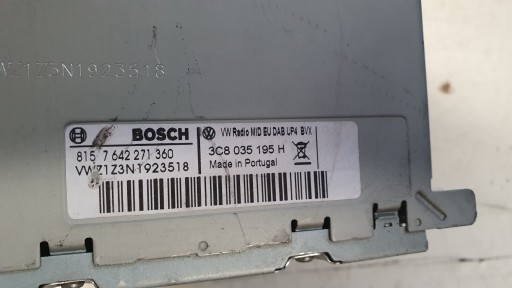 WZ1Z3N1923518
BOSCH
815 7 642 271 360
VWZ1Z3N1923518
VW Radio MID EU DAB UP4 BVX
3C8 035 195 H
Made in Portugal